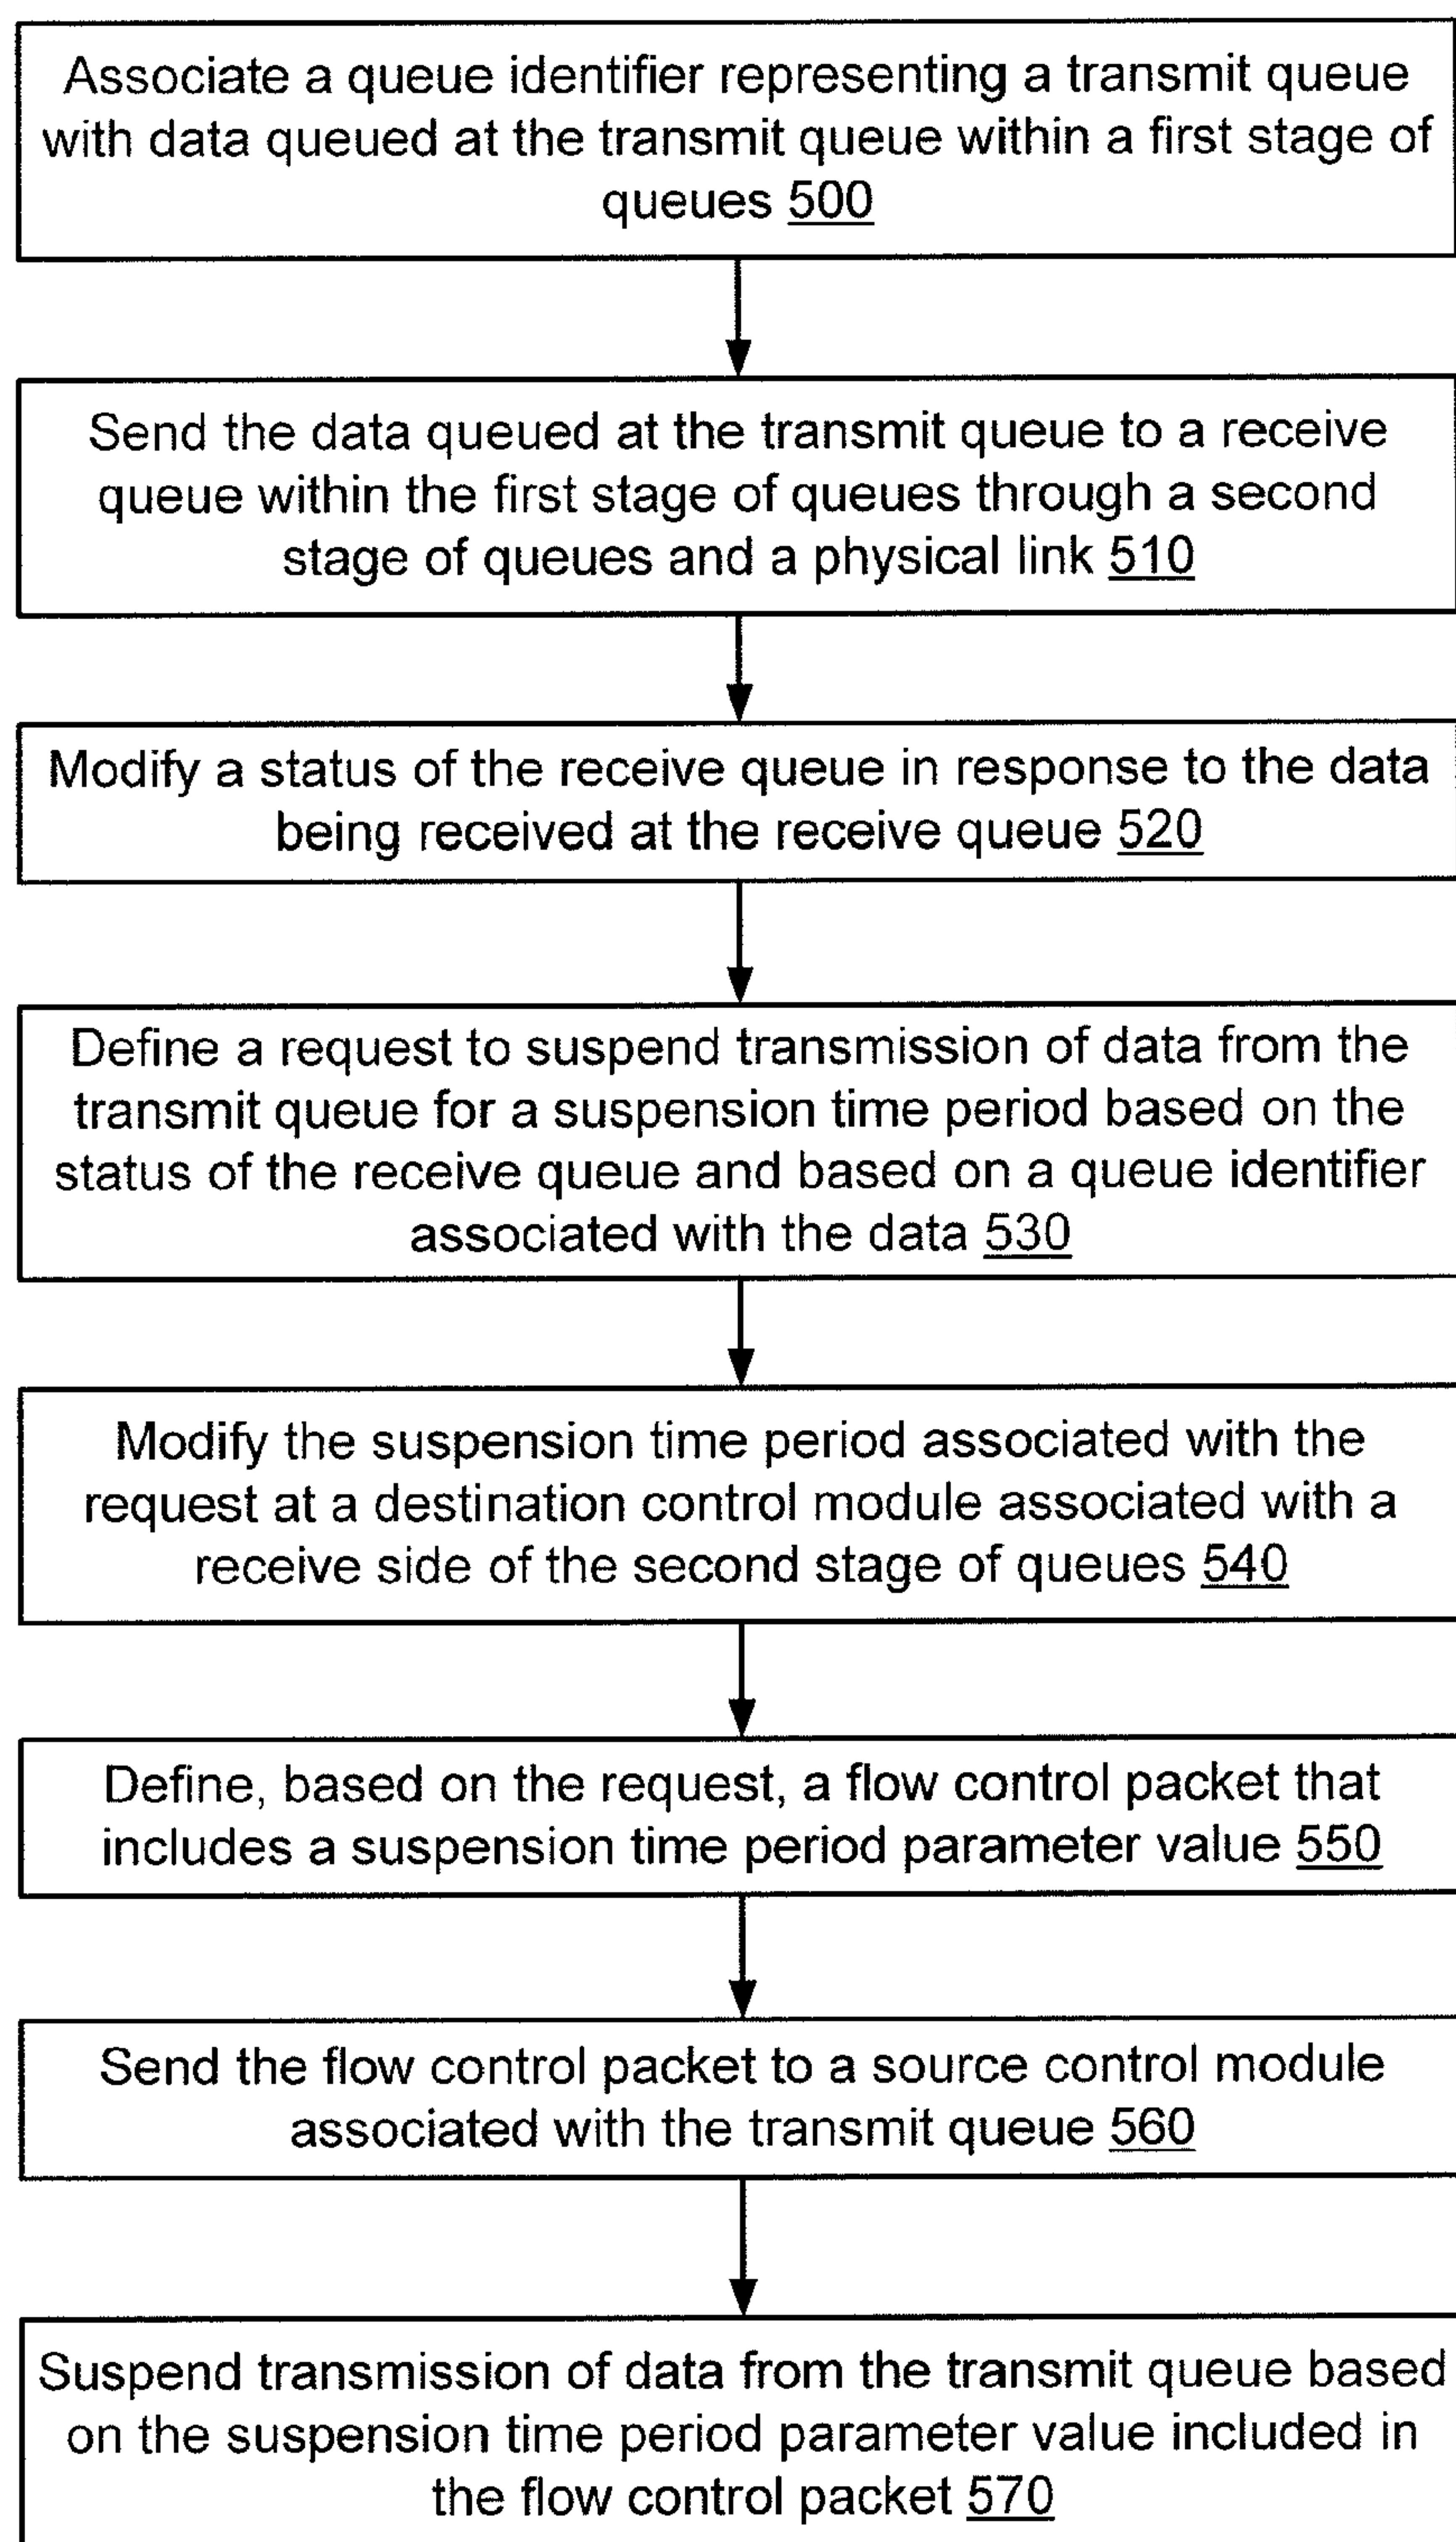 Associate a queue identifier representing a transmit queue
with data queued at the transmit queue within a first stage of
queues 500
Send the data queued at the transmit queue to a receive
queue within the first stage of queues through a second
stage of queues and a physical link 510
Modify a status of the receive queue in response to the data
being received at the receive queue 520
Define a request to suspend transmission of data from the
transmit queue for a suspension time period based on the
status of the receive queue and based on a queue identifier
associated with the data 530
Modify the suspension time period associated with the
request at a destination control module associated with a
receive side of the second stage of queues 540
Define, based on the request, a flow control packet that
includes a suspension time period parameter value 550
Send the flow control packet to a source control module
associated with the transmit queue 560
Suspend transmission of data from the transmit queue based
on the suspension time period parameter value included in
the flow control packet 570